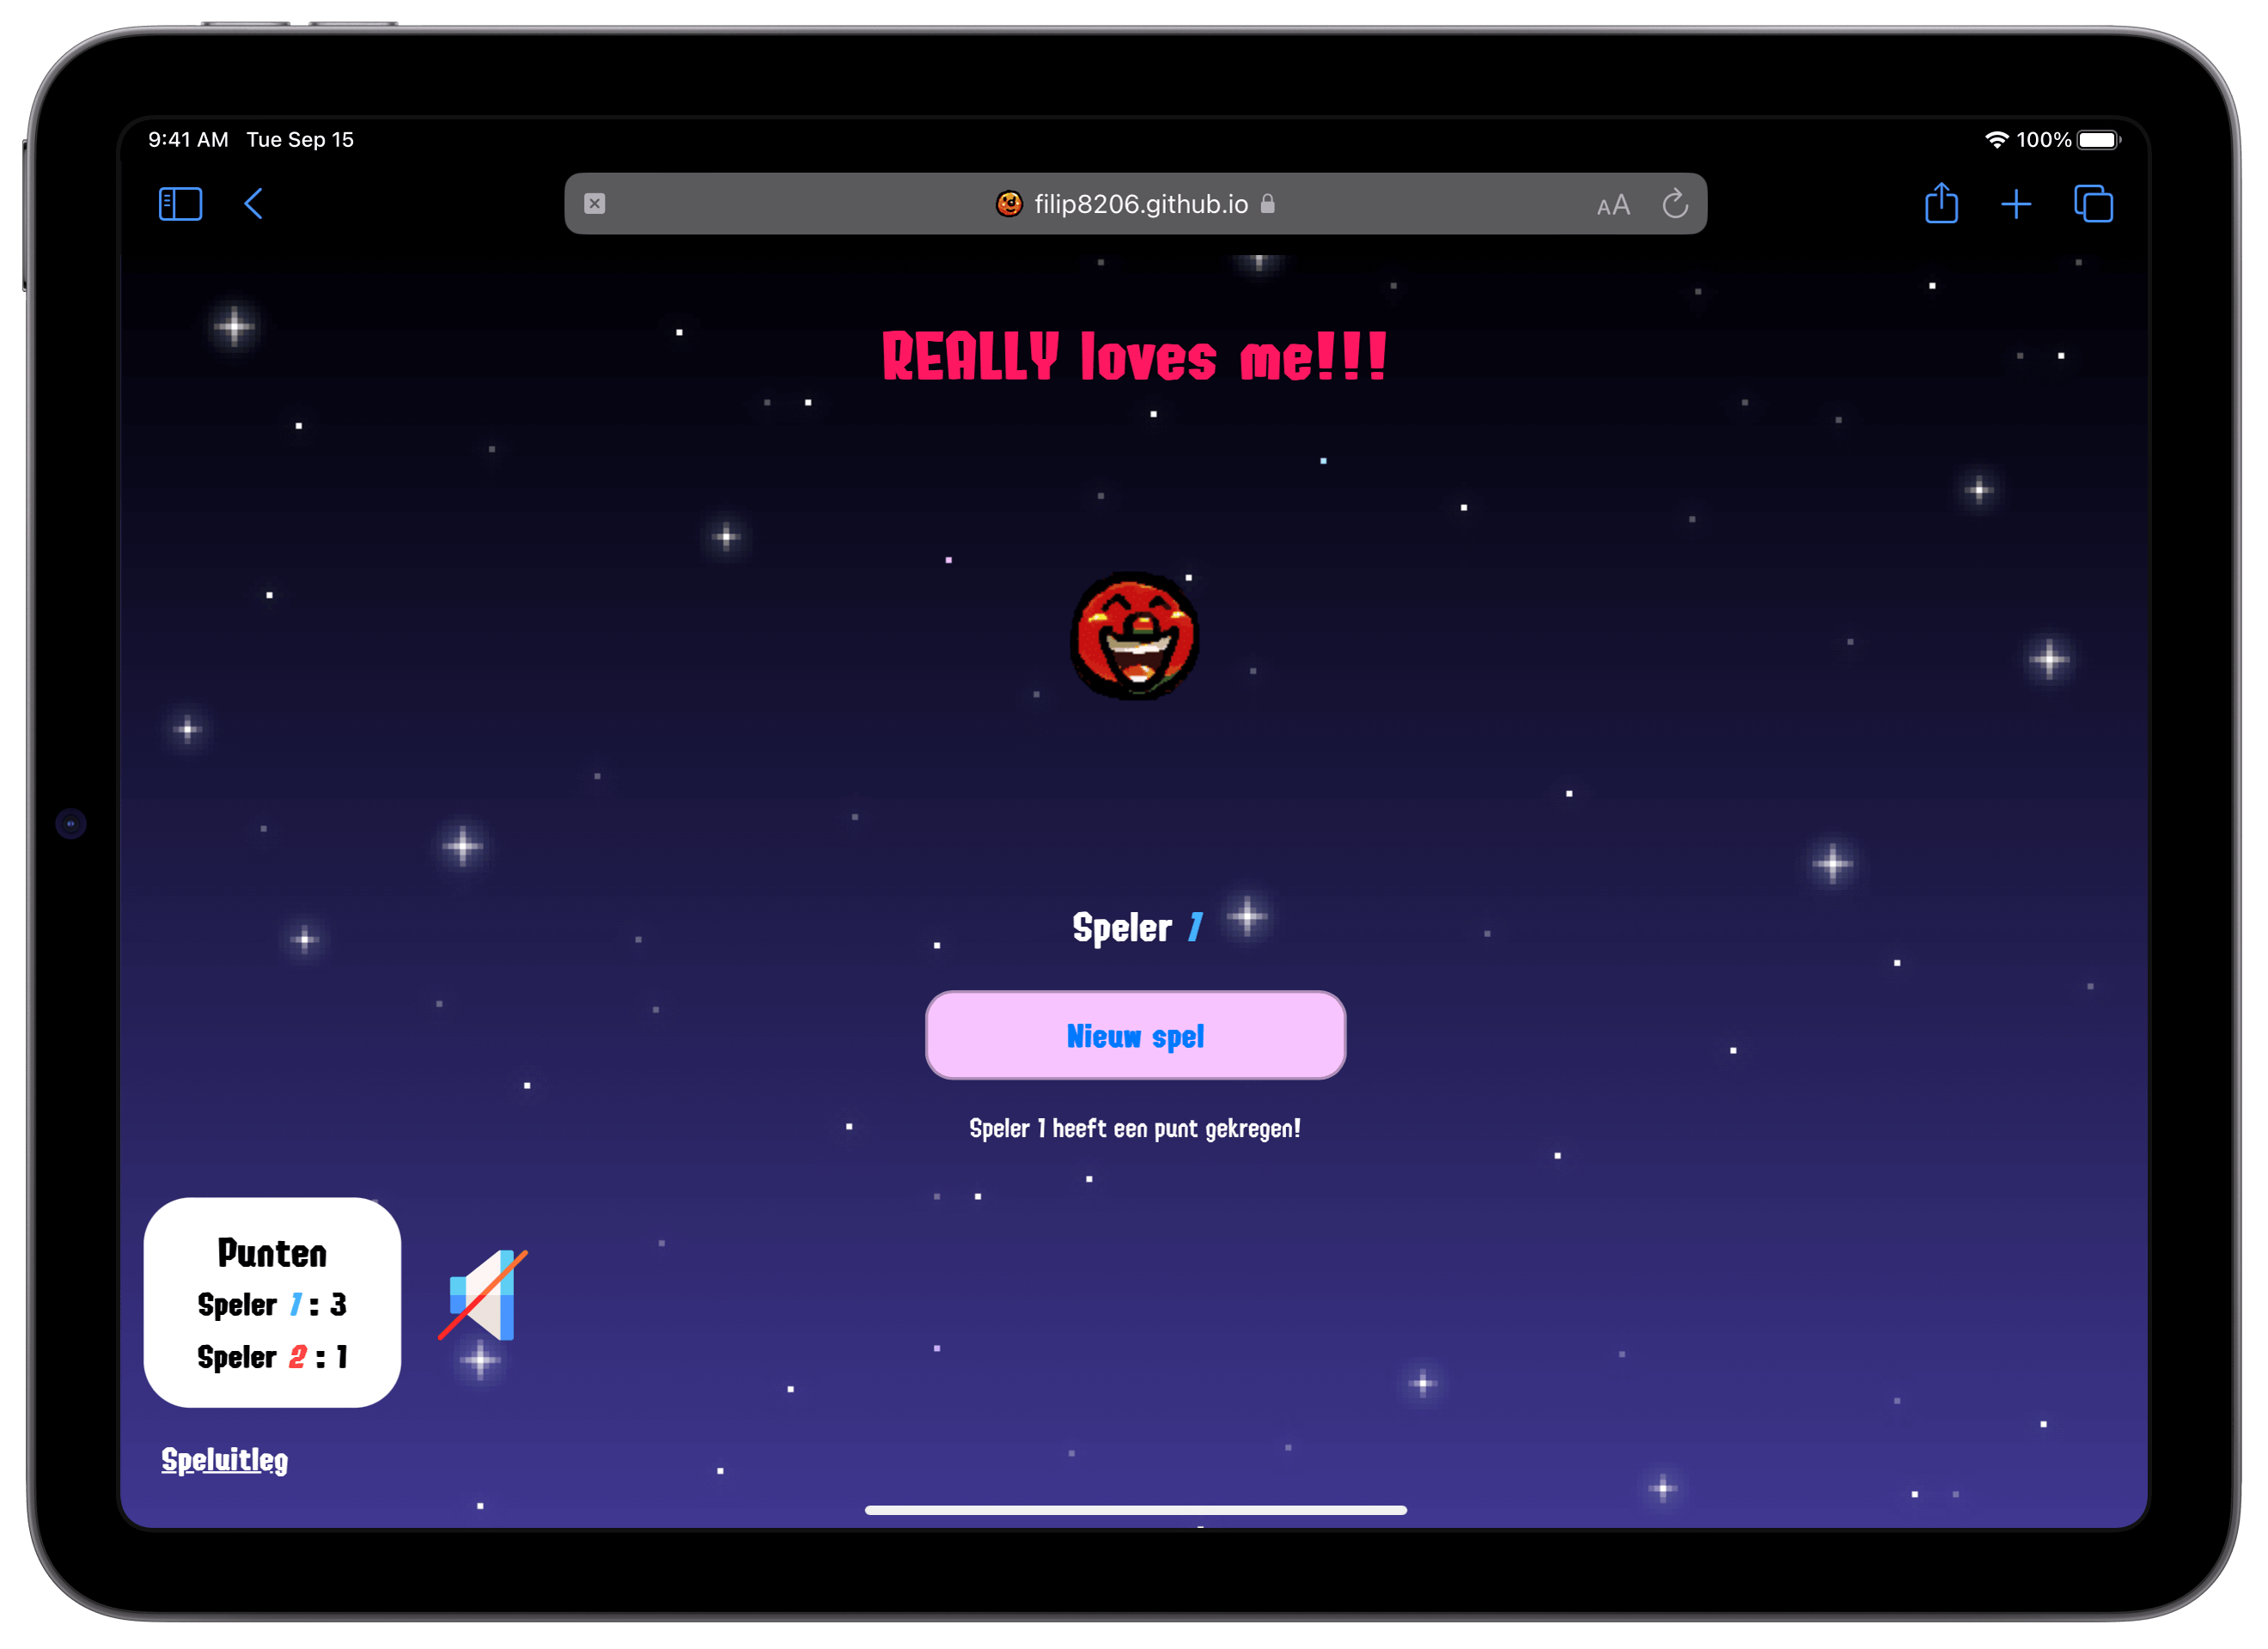 9:41 AM Tue Sep 15
100%
filip8206.github.io
AA
REALLY loves me!!!
Speler 1
Nieuw spel
Speler 1 heeft een punt gekregen!
Punten
Speler 1 : 3
Speler 2 : 1
Speluitleg